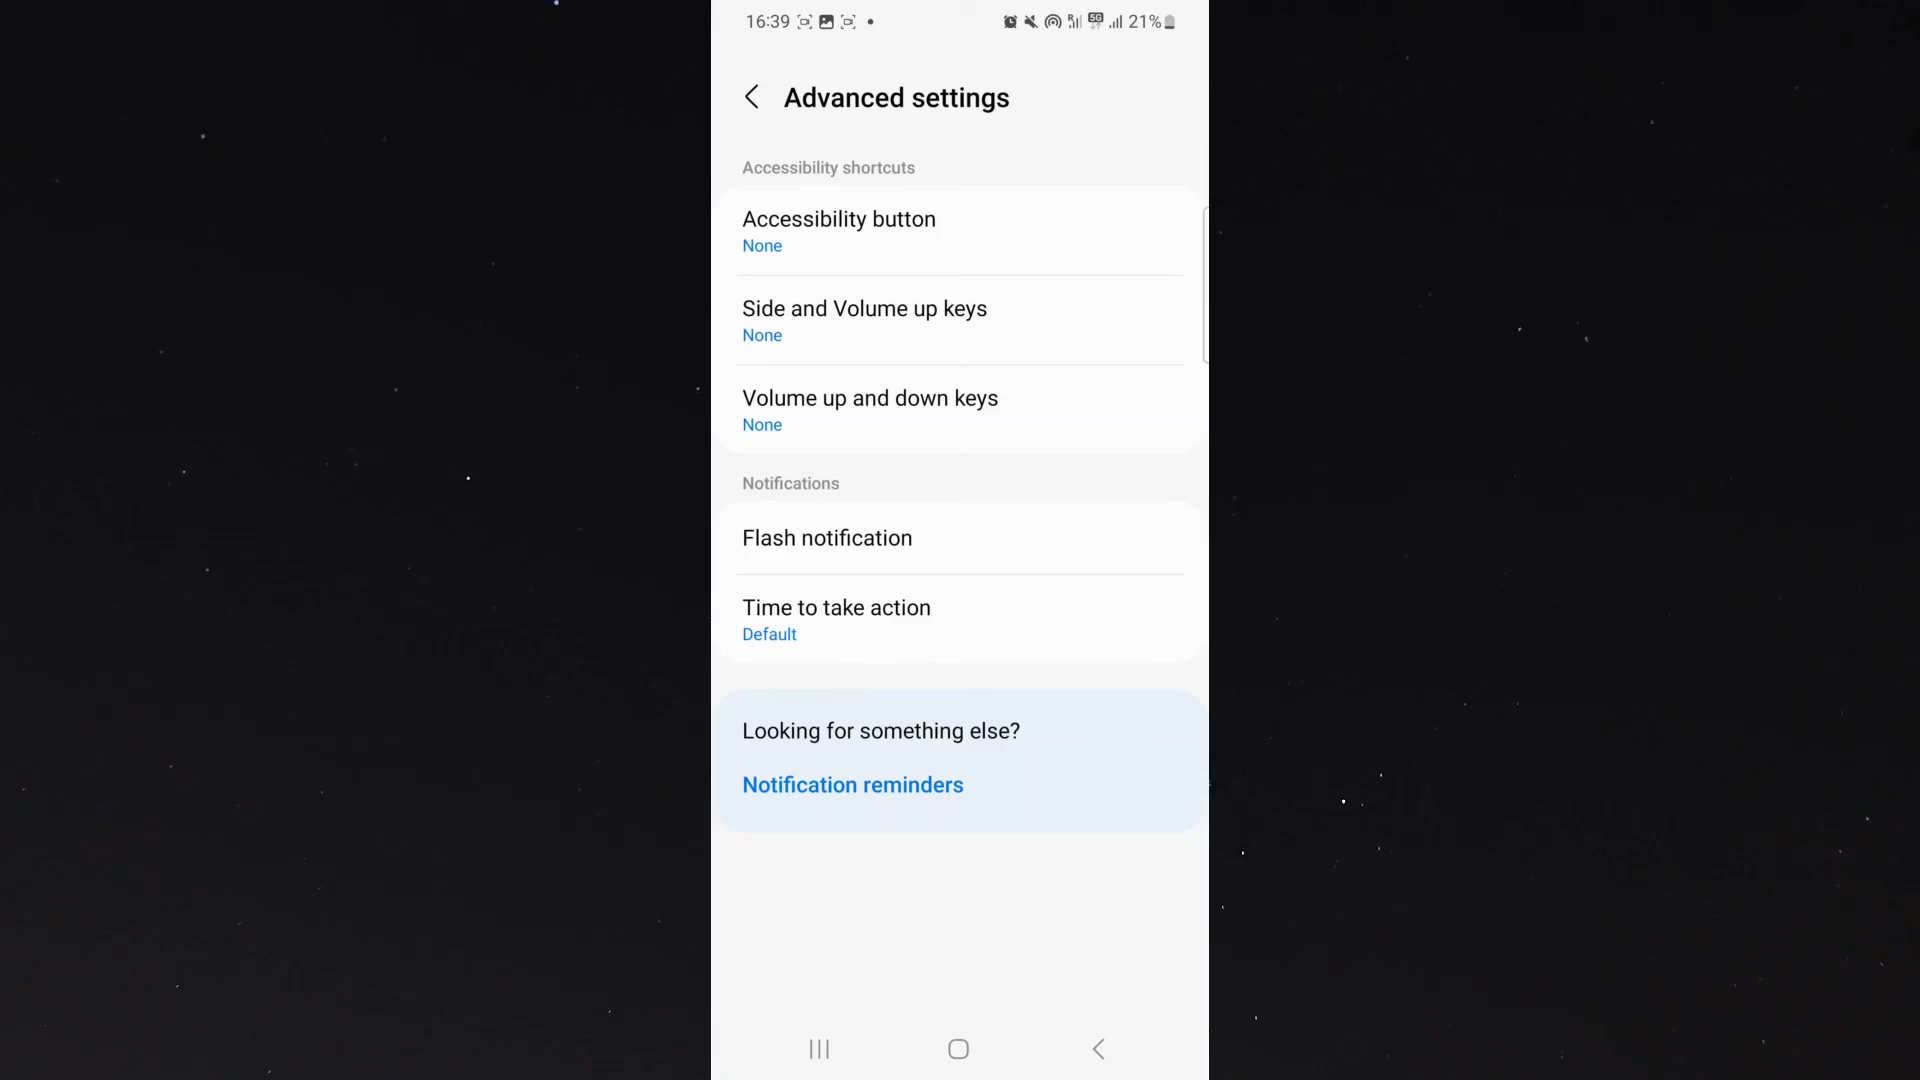 16:39
5G
21%
Advanced settings
Accessibility shortcuts
Accessibility button
None
Side and Volume up keys
None
Volume up and down keys
None
Notifications
Flash notification
Time to take action
Default
Looking for something else?
Notification reminders